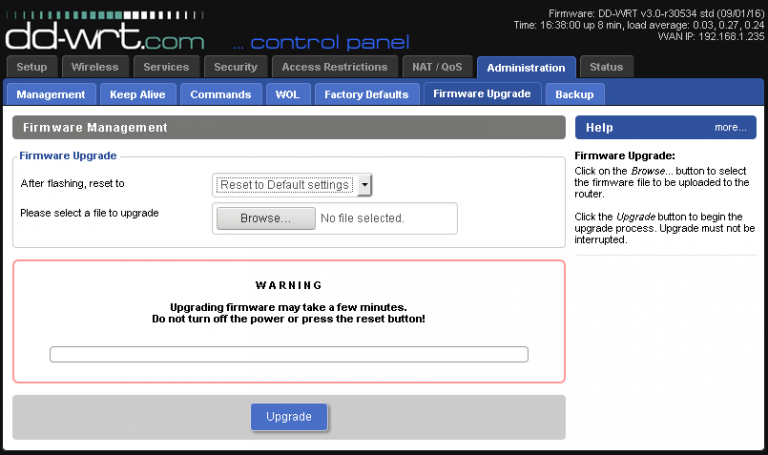 Firmware: DD-WRT v3.0-r30534 std (09/01/16)
Time: 16:38:00 up 8 min, load average: 0.03, 0.27, 0.24
WAN IP: 192.168.1.235
dd-wrt.com ... control panel
Setup Wireless Services Security Access Restrictions NAT / QoS Administration Status
Management Keep Alive Commands WOL Factory Defaults Firmware Upgrade Backup
Firmware Management
Firmware Upgrade
After flashing, reset to Reset to Default settings
Please select a file to upgrade Browse... No file selected.
WARNING
Upgrading firmware may take a few minutes.
Do not turn off the power or press the reset button!
Upgrade
Help more...
Firmware Upgrade:
Click on the Browse... button to select
the firmware file to be uploaded to the
router.
Click the Upgrade button to begin the
upgrade process. Upgrade must not be
interrupted.